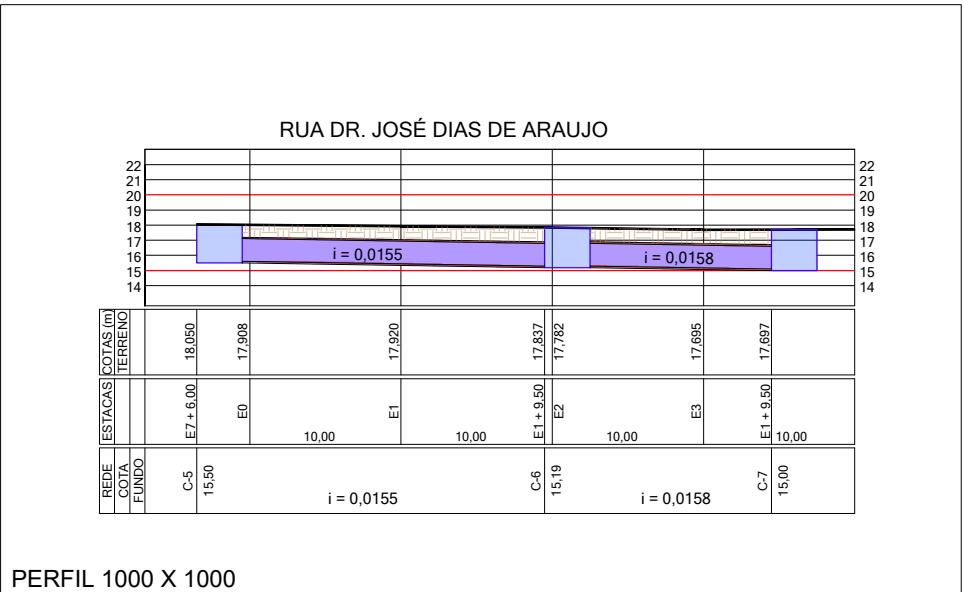 RUA DR. JOSÉ DIAS DE ARAUJO
22 22
21 21
20 20
19 19
18 18
17 17
16 16
15 15
14 14
i = 0,0155
i = 0,0158
COTAS (m)
TERRENO
18,050
17,908
17,920
17,837
17,782
17,695
17,697
ESTACAS
E7 + 6,00
E0
E1
E1 + 9,50
E2
E3
E1 + 9,50
10,00 10,00 10,00 10,00
REDE
COTA
FUNDO
C-5
15,50
i = 0,0155
C-6
15,19
i = 0,0158
C-7
15,00
PERFIL 1000 X 1000